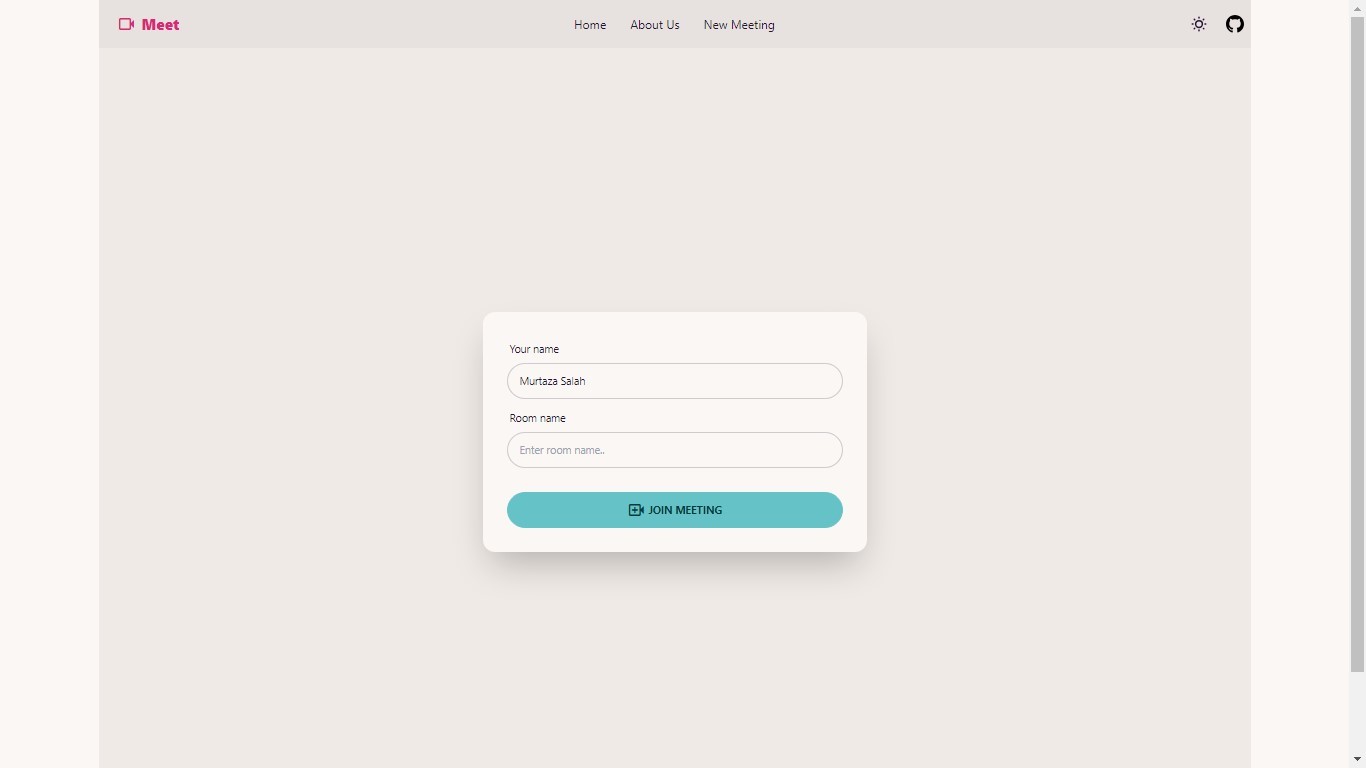 Meet
Home About Us New Meeting
Your name
Murtaza Salah
Room name
Enter room name..
JOIN MEETING